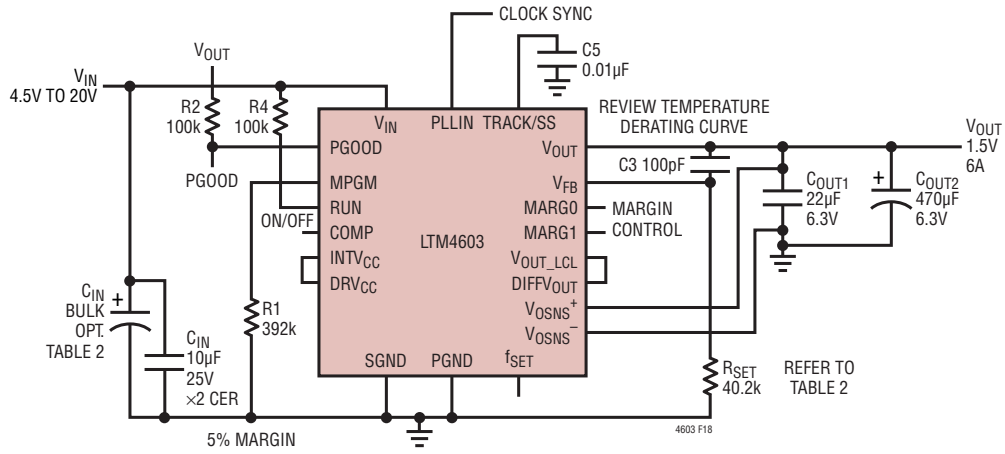 CLOCK SYNC
C5
0.01µF
VOUT
VIN
4.5V TO 20V
R2
100k
R4
100k
REVIEW TEMPERATURE
DERATING CURVE
VIN
PLLIN
TRACK/SS
VOUT
1.5V
6A
PGOOD
VOUT
C3 100pF
PGOOD
MPGM
VFB
COUT1
22µF
6.3V
COUT2
470µF
6.3V
+
RUN
MARG0
MARGIN
CONTROL
ON/OFF
COMP
LTM4603
MARG1
INTVCC
VOUT_LCL
DRVCC
DIFFVOUT
VOSNS+
VOSNS−
CIN
BULK
OPT.
TABLE 2
+
R1
392k
CIN
10µF
25V
×2 CER
SGND
PGND
fSET
RSET
40.2k
REFER TO
TABLE 2
5% MARGIN
4603 F18